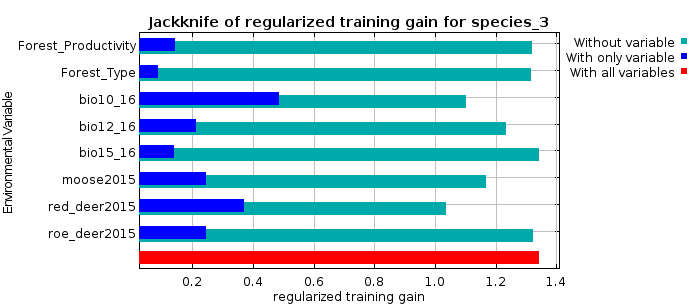 Jackknife of regularized training gain for species_3
Environmental Variable
Forest_Productivity
Forest_Type
bio10_16
bio12_16
bio15_16
moose2015
red_deer2015
roe_deer2015
0.2 0.4 0.6 0.8 1.0 1.2 1.4
regularized training gain
Without variable
With only variable
With all variables